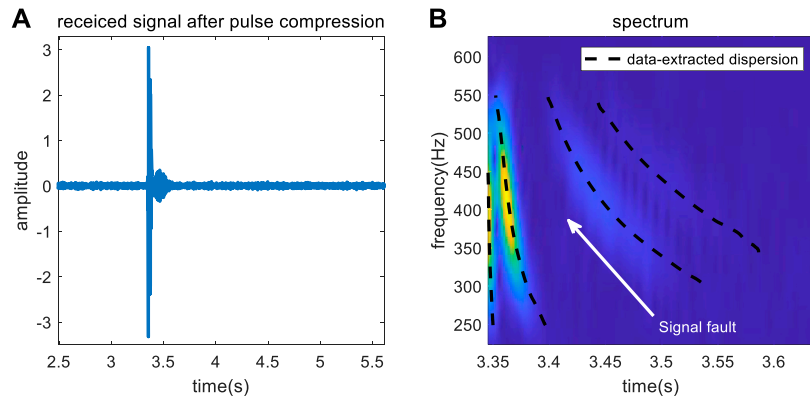 A
receiced signal after pulse compression
3
2
1
0
-1
-2
-3
amplitude
2.5 3 3.5 4 4.5 5 5.5
time(s)
B
spectrum
data-extracted dispersion
600
550
500
450
400
350
300
250
frequency(Hz)
Signal fault
3.35 3.4 3.45 3.5 3.55 3.6
time(s)